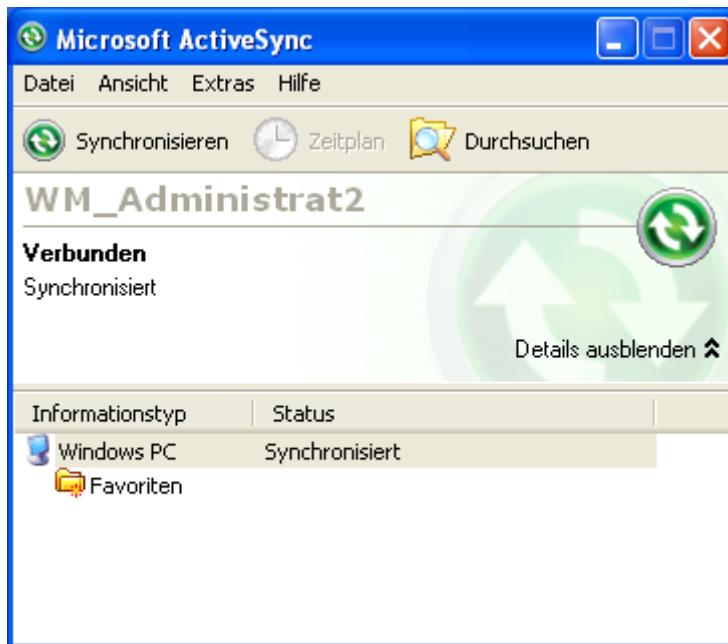 Microsoft ActiveSync
Datei Ansicht Extras Hilfe
Synchronisieren Zeitplan Durchsuchen
WM_Administrat2
Verbunden
Synchronisiert
Details ausblenden
Informationstyp Status
Windows PC Synchronisiert
Favoriten